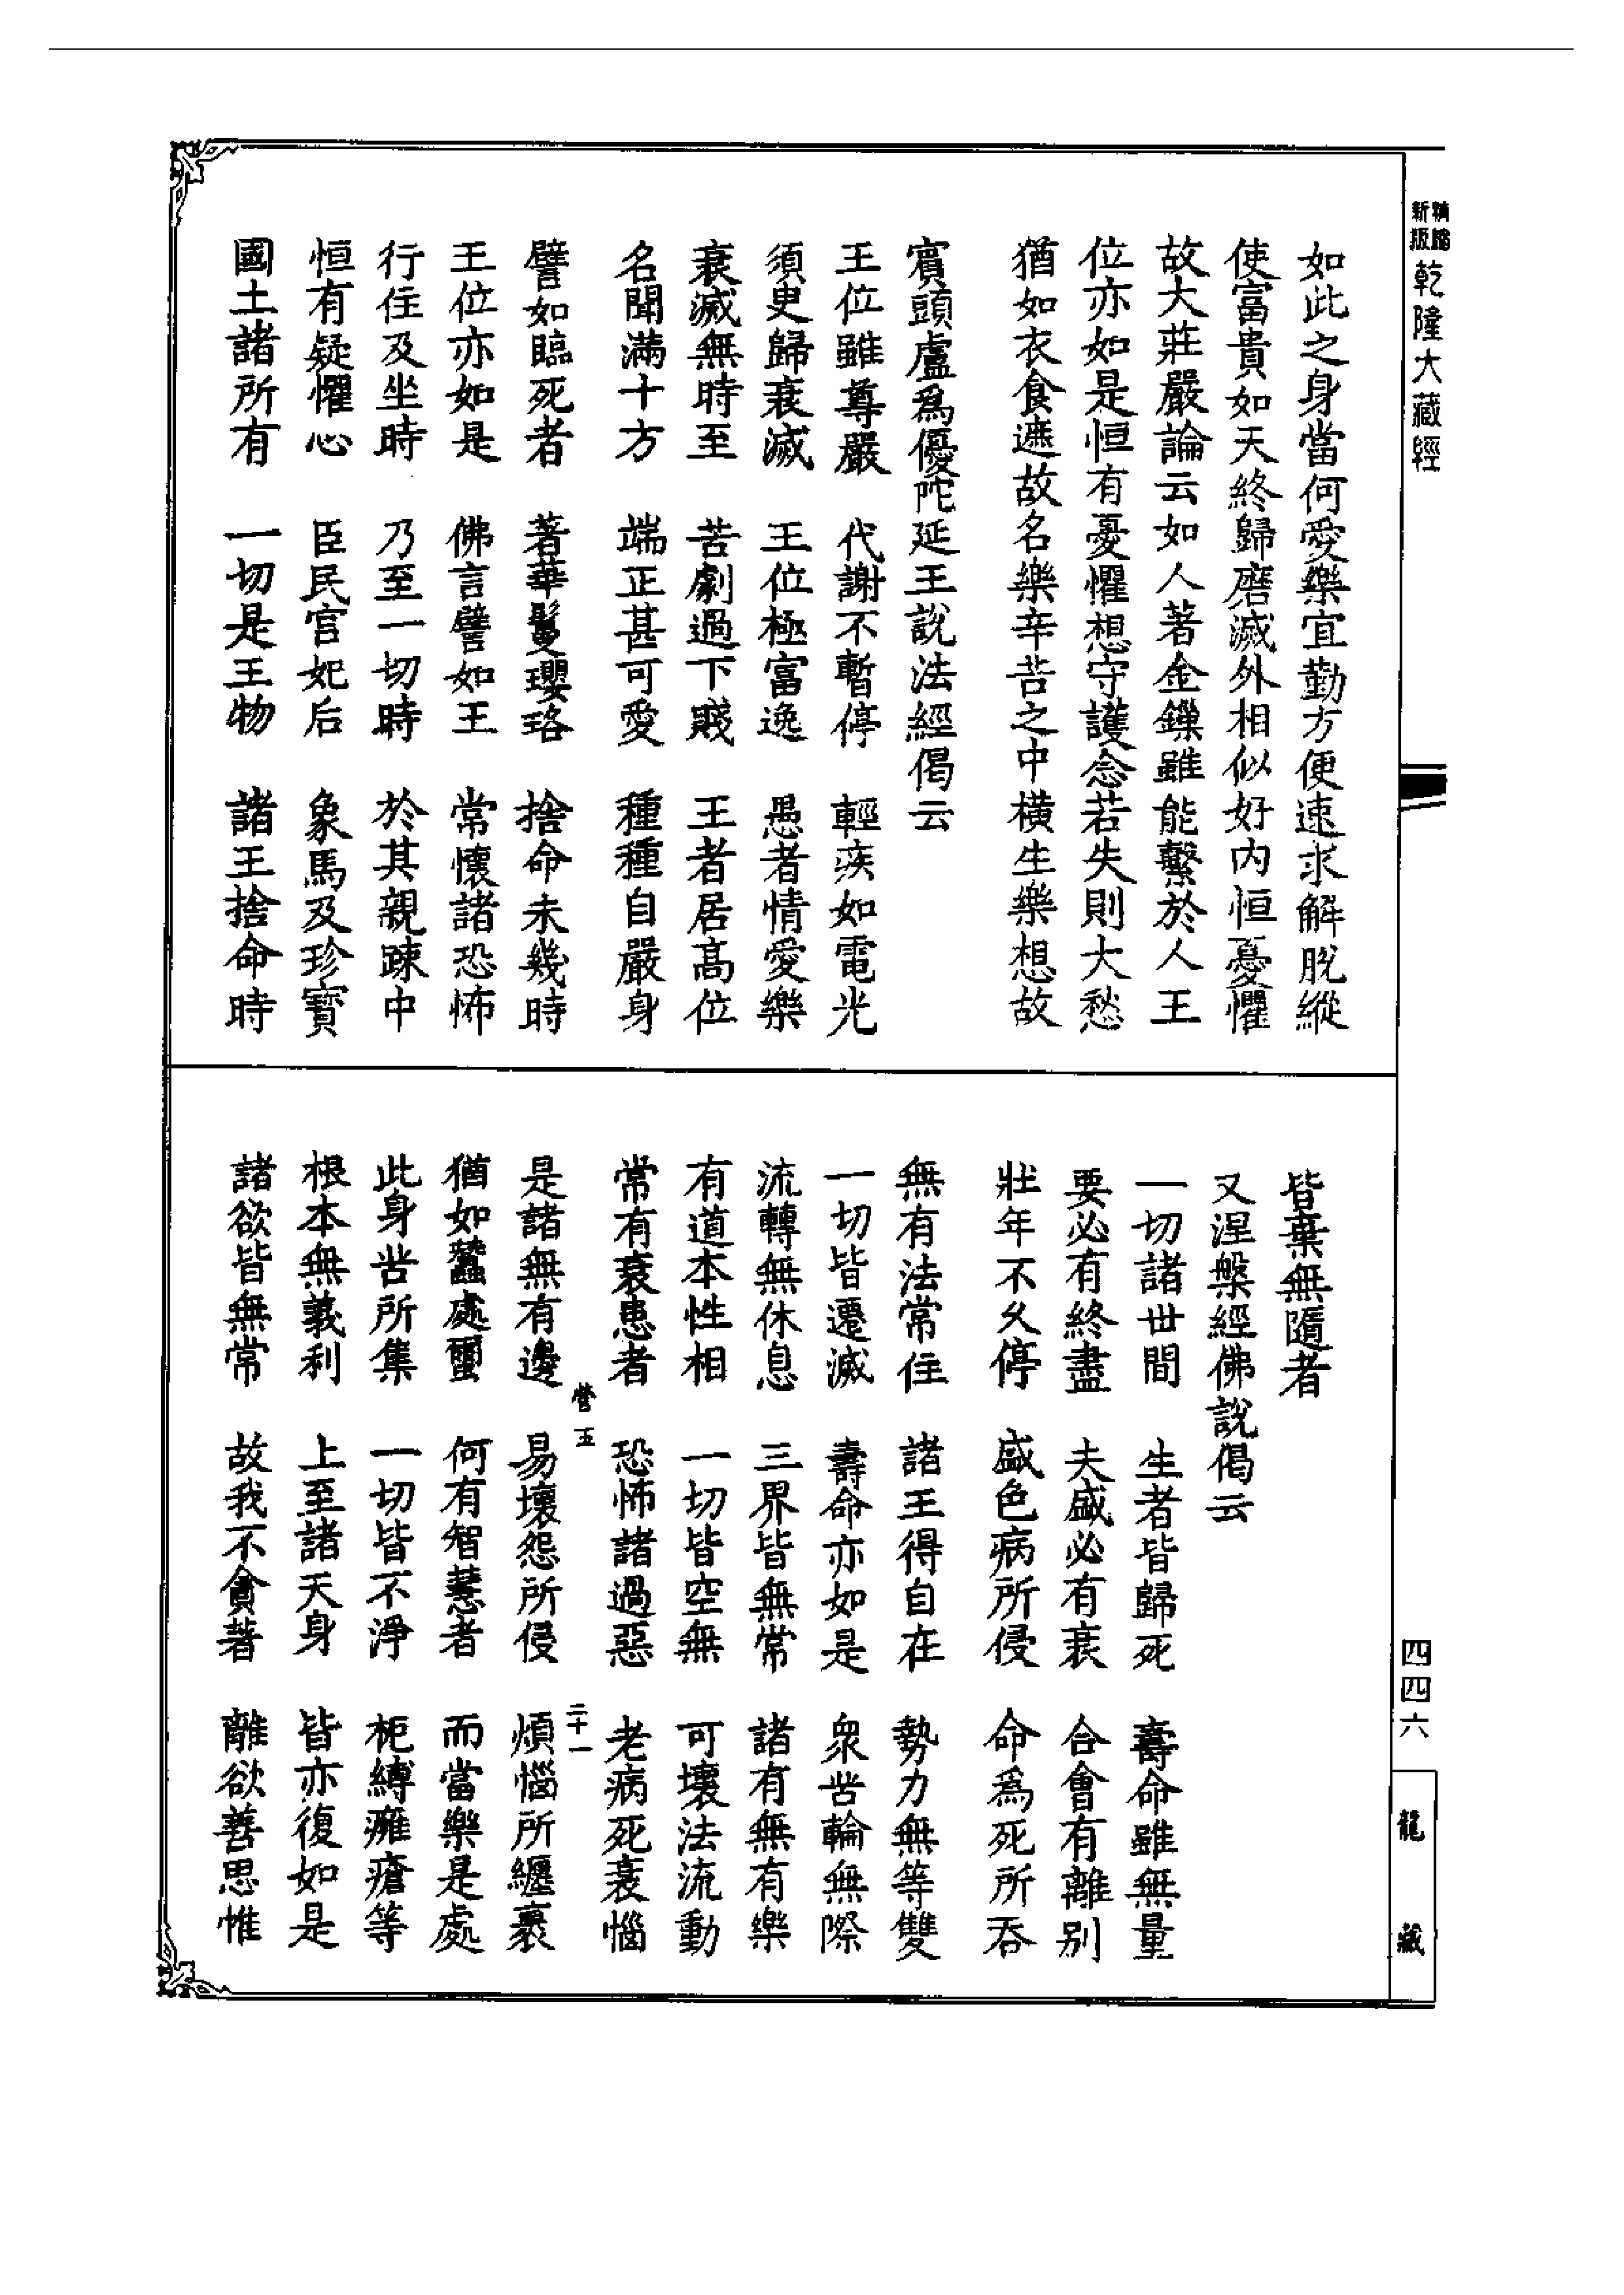 精縮
新版
乾隆大藏經
如此之身當何愛樂宜勤方便速求解脫縱
使富貴如天終歸磨滅外相似好內恒憂懼
故大莊嚴論云如人著金鏁雖能繫於人王
位亦如是恒有憂懼想守護念若失則大愁
猶如衣食遮故名樂辛苦之中橫生樂想故
賓頭盧為優陀延王說法經偈云
王位雖尊嚴 代謝不暫停 輕疾如電光
須史歸衰滅 王位極富逸 愚者情愛樂
衰滅無時至 苦劇過下賤 王者居高位
名聞滿十方 端正甚可愛 種種自嚴身
譬如臨死者 著華鬘瓔珞 捨命未幾時
王位亦如是 佛言譬如王 常懷諸恐怖
行住及坐時 乃至一切時 於其親踈中
恒有疑懼心 臣民宮妃后 象馬及珍寳
國土諸所有 一切是王物 諸王捨命時
皆棄無隨者
又涅槃經佛說偈云
一切諸世間 生者皆歸死 壽命雖無量
要必有終盡 夫盛必有衰 合會有離别
壯年不久停 盛色病所侵 命為死所吞
無有法常住 諸王得自在 勢力無等雙
一切皆遷滅 壽命亦如是 衆苦輪無際
流轉無休息 三界皆無常 諸有無有樂
有道本性相 一切皆空無 可壞法流動
常有衰患者 恐怖諸過惡 老病死衰惱
營五 二十一
是諸無有邊 易壞怨所侵 煩惱所纒裹
猶如蠶處䗝 何有智慧者 而當樂是處
此身苦所集 一切皆不淨 柜縛癰瘡等
根本無義利 上至諸天身 皆亦復如是
諸欲皆無常 故我不貪著 離欲善思惟
四四六
龍藏